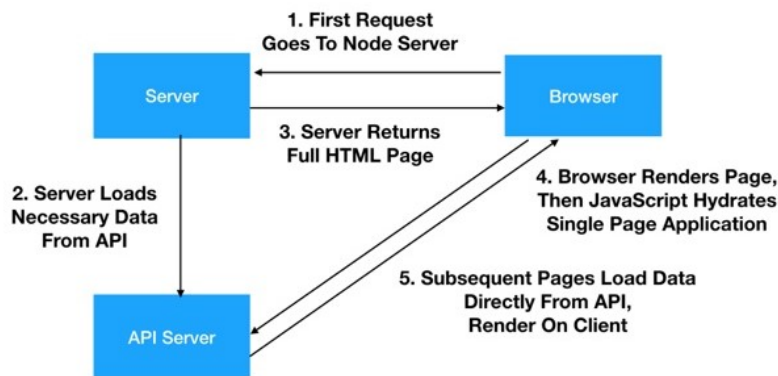 1. First Request
Goes To Node Server
Server
Browser
3. Server Returns
Full HTML Page
2. Server Loads
Necessary Data
From API
4. Browser Renders Page,
Then JavaScript Hydrates
Single Page Application
5. Subsequent Pages Load Data
Directly From API,
Render On Client
API Server